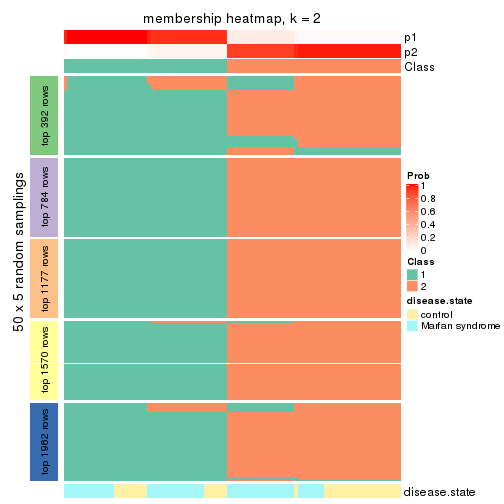 membership heatmap, k = 2
p1
p2
Class
50 x 5 random samplings
top 392 rows
top 784 rows
top 1177 rows
top 1570 rows
top 1962 rows
Prob
1
0.8
0.6
0.4
0.2
0
Class
1
2
disease.state
control
Marfan syndrome
disease.state